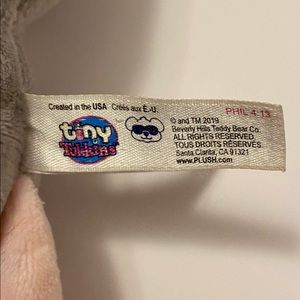 Created in the USA Créés aux É.-U.
tiny
Tukkins
PHIL 4:13
© and TM 2019
Beverly Hills Teddy Bear Co.
ALL RIGHTS RESERVED.
TOUS DROITS RÉSERVÉS
Santa Clarita, CA 91321
www.PLUSH.com